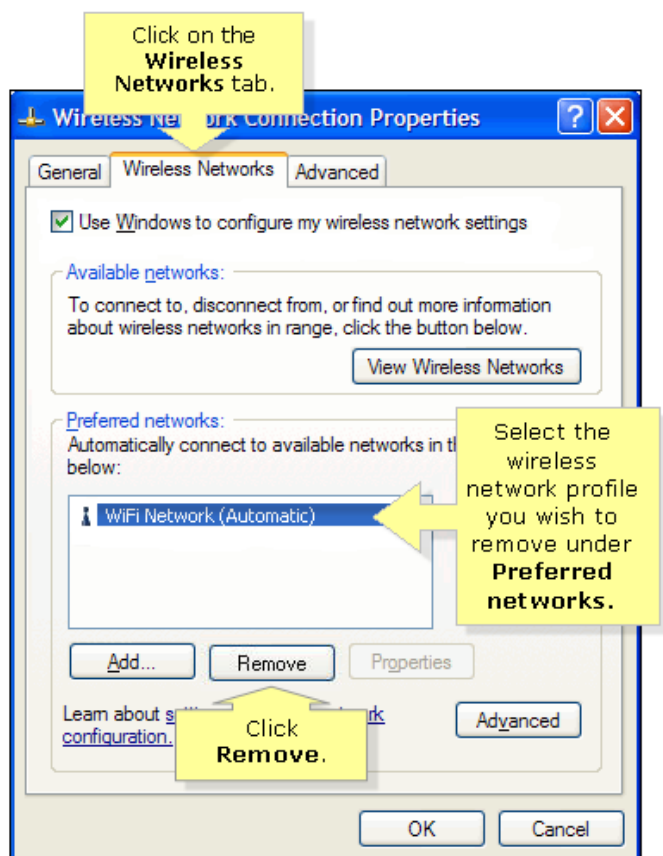 Click on the
Wireless
Networks tab.
Wireless Network Connection Properties
General Wireless Networks Advanced
Use Windows to configure my wireless network settings
Available networks:
To connect to, disconnect from, or find out more information
about wireless networks in range, click the button below.
View Wireless Networks
Preferred networks:
Automatically connect to available networks in th
below:
WiFi Network (Automatic)
Select the
wireless
network profile
you wish to
remove under
Preferred
networks.
Add... Remove Properties
Learn about
configuration.
Advanced
Click
Remove.
OK Cancel